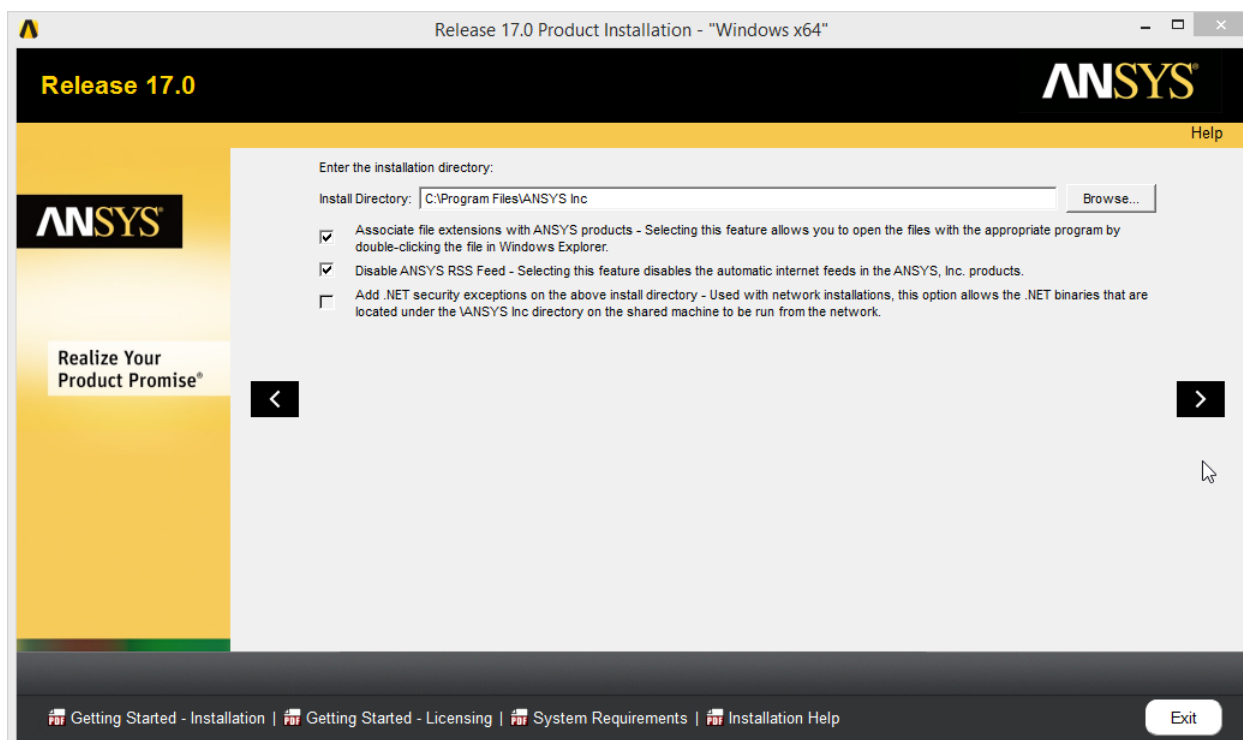 Release 17.0 Product Installation - "Windows x64"
Release 17.0
ANSYS®
Help
Enter the installation directory:
Install Directory: C:\Program Files\ANSYS Inc Browse...
ANSYS®
Associate file extensions with ANSYS products - Selecting this feature allows you to open the files with the appropriate program by
double-clicking the file in Windows Explorer.
Disable ANSYS RSS Feed - Selecting this feature disables the automatic internet feeds in the ANSYS, Inc. products.
Add .NET security exceptions on the above install directory - Used with network installations, this option allows the .NET binaries that are
located under the \ANSYS Inc directory on the shared machine to be run from the network.
Realize Your
Product Promise®
PDF Getting Started - Installation | PDF Getting Started - Licensing | PDF System Requirements | PDF Installation Help
Exit